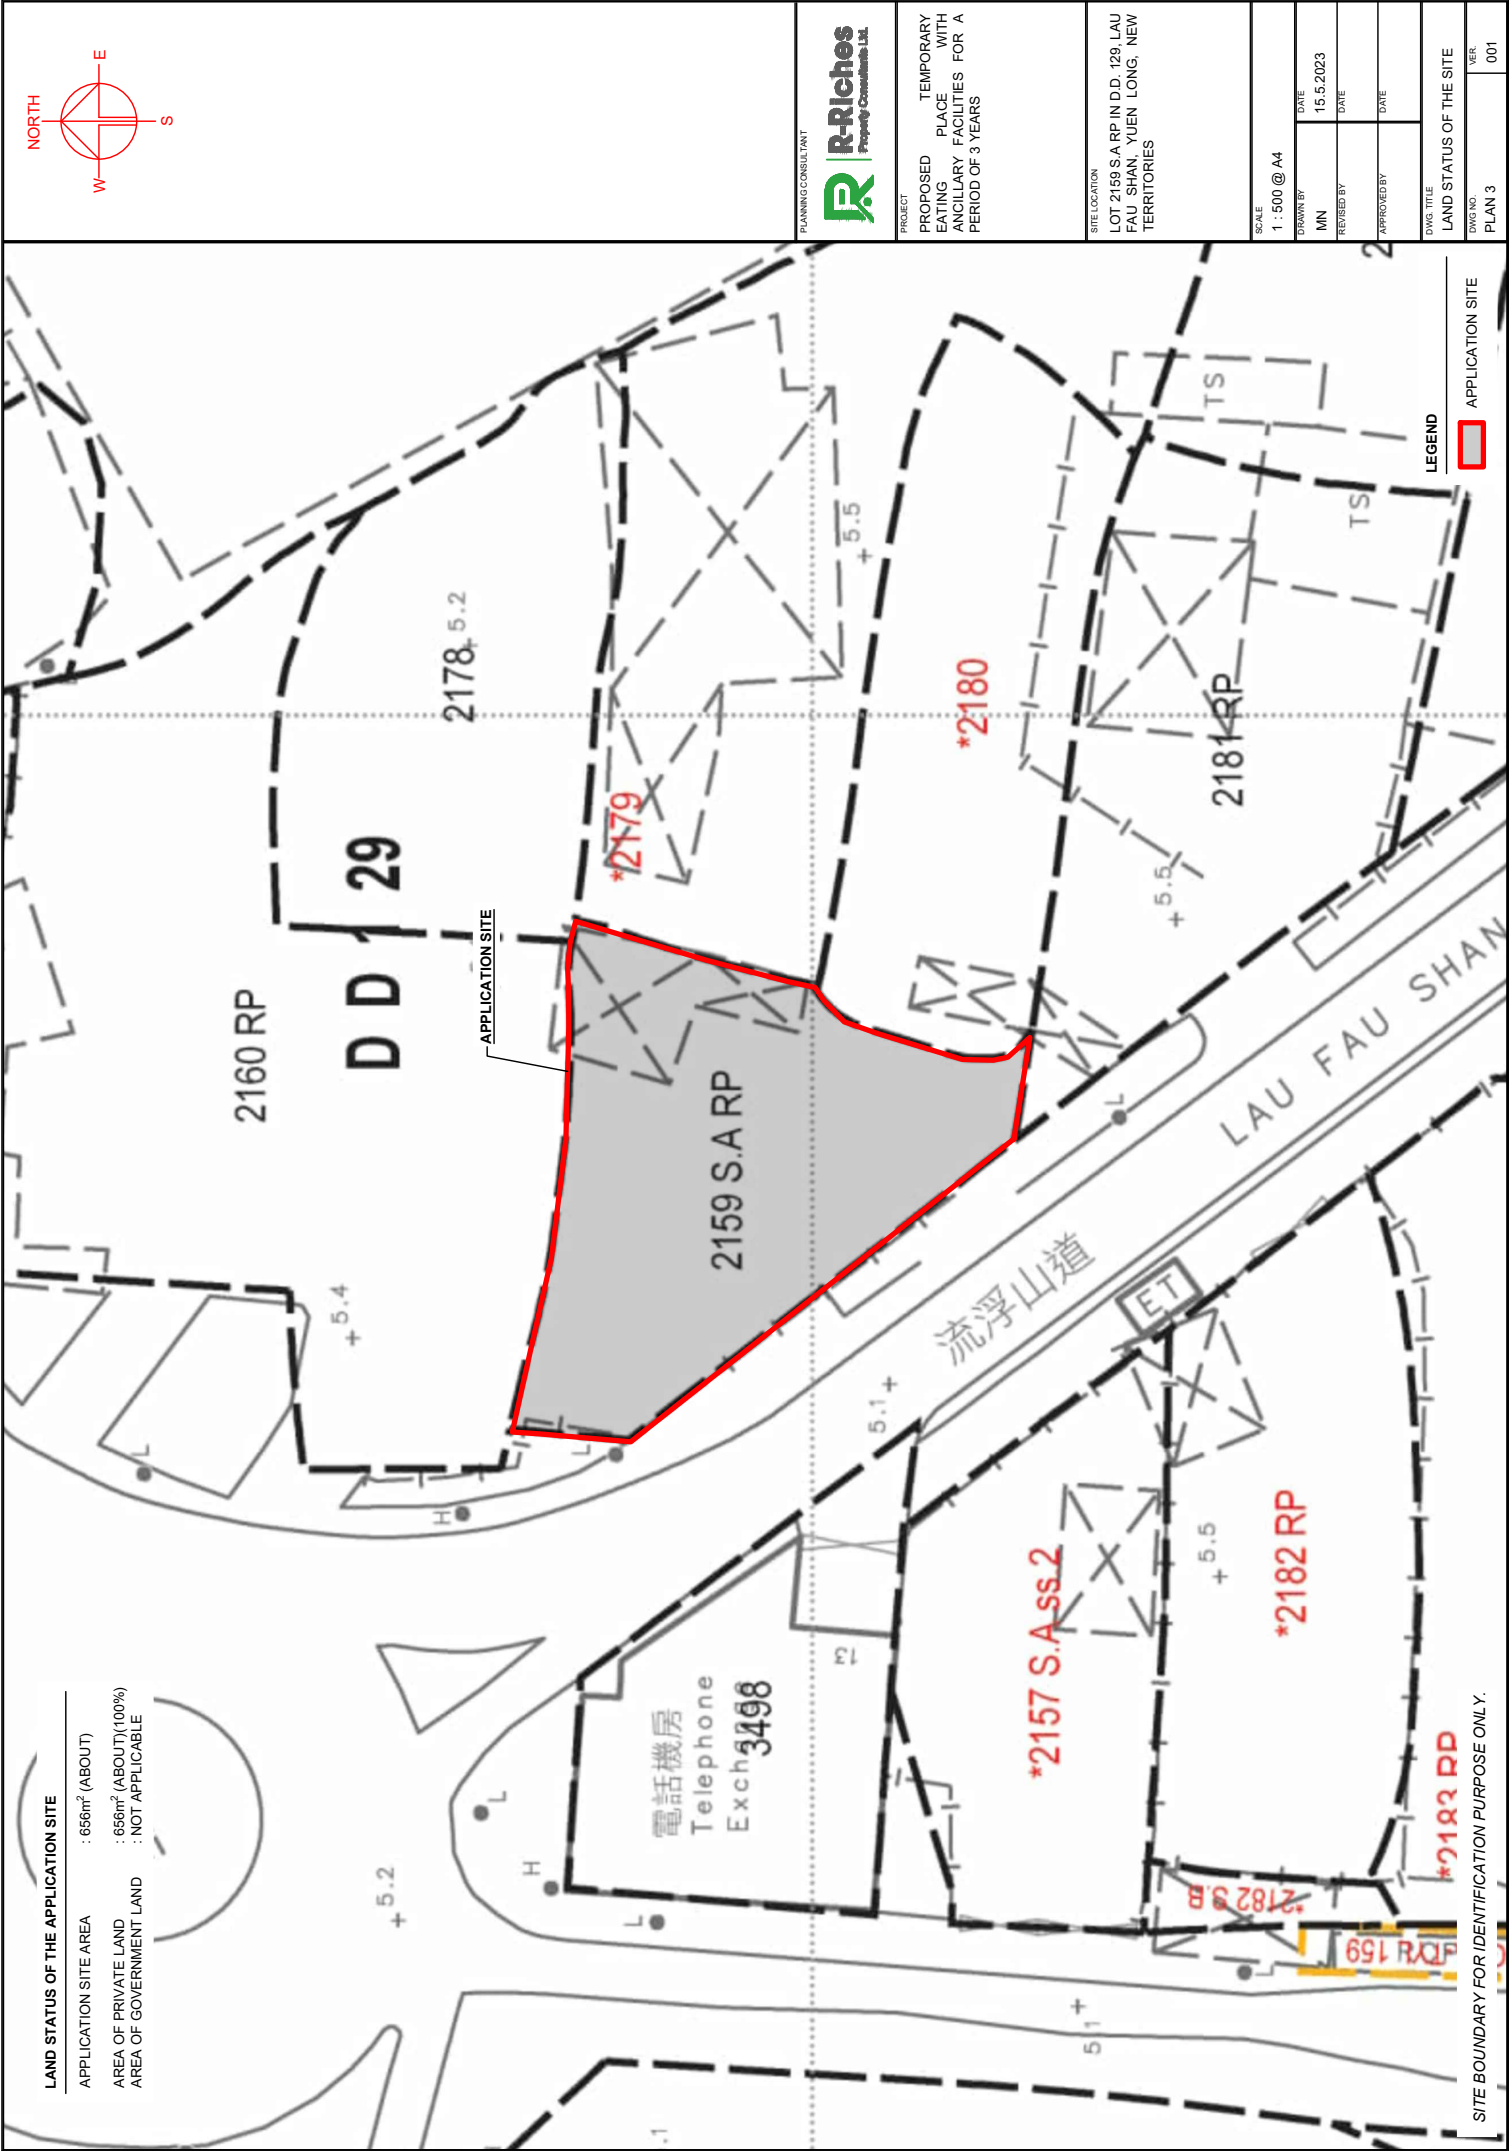 LAND STATUS OF THE APPLICATION SITE
APPLICATION SITE AREA : 656m² (ABOUT)
AREA OF PRIVATE LAND : 656m² (ABOUT)(100%)
AREA OF GOVERNMENT LAND : NOT APPLICABLE
NORTH
W
E
S
PLANNING CONSULTANT
R-Riches
Property Consultants Ltd.
PROJECT
PROPOSED TEMPORARY
EATING PLACE WITH
ANCILLARY FACILITIES FOR A
PERIOD OF 3 YEARS
SITE LOCATION
LOT 2159 S.A RP IN D.D. 129, LAU
FAU SHAN, YUEN LONG, NEW
TERRITORIES
SCALE
1 : 500 @ A4
DRAWN BY
MN
DATE
15.5.2023
REVISED BY
DATE
APPROVED BY
DATE
DWG. TITLE
LAND STATUS OF THE SITE
DWG NO.
PLAN 3
VER.
001
LEGEND
APPLICATION SITE
2160 RP
D D 1 29
APPLICATION SITE
2178
5.2
*2179
5.5
2159 S.A RP
*2180
2181 RP
TS
TS
5.5
5.4
L
H
L
L
5.1
流浮山道
LAU FAU SHAN
ET
電話機房
Telephone
Exchange
3498
13
L
H
L
5.2
*2157 S.A ss.2
5.5
*2182 RP
*2183 RP
*2182 S.B
L
5.1
.1
2
SITE BOUNDARY FOR IDENTIFICATION PURPOSE ONLY.